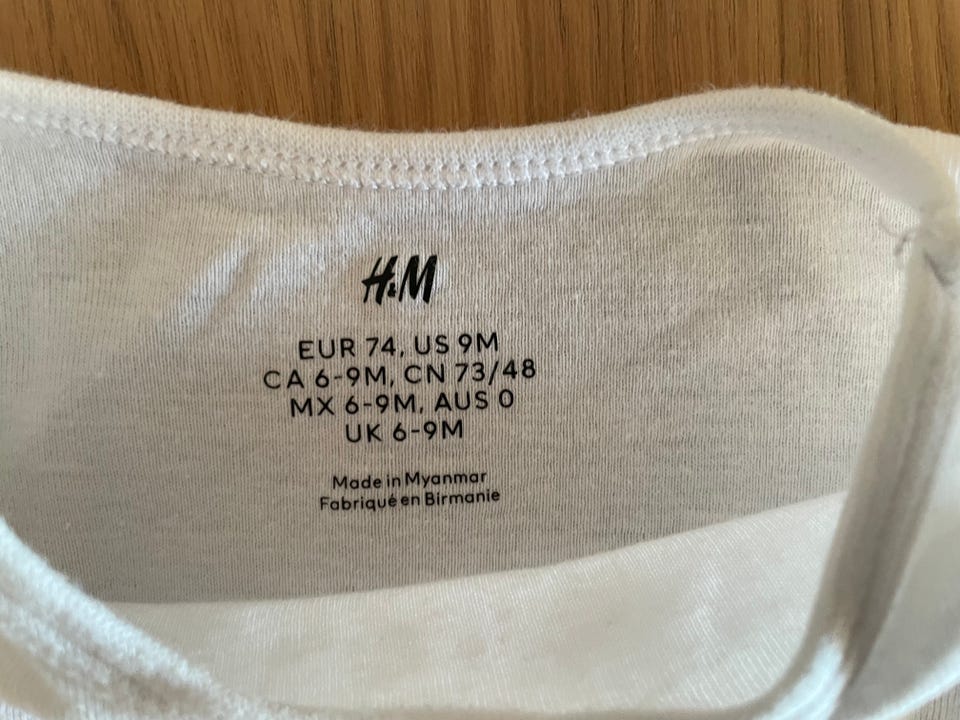 H&M
EUR 74, US 9M
CA 6-9M, CN 73/48
MX 6-9M, AUS 0
UK 6-9M
Made in Myanmar
Fabriqué en Birmanie